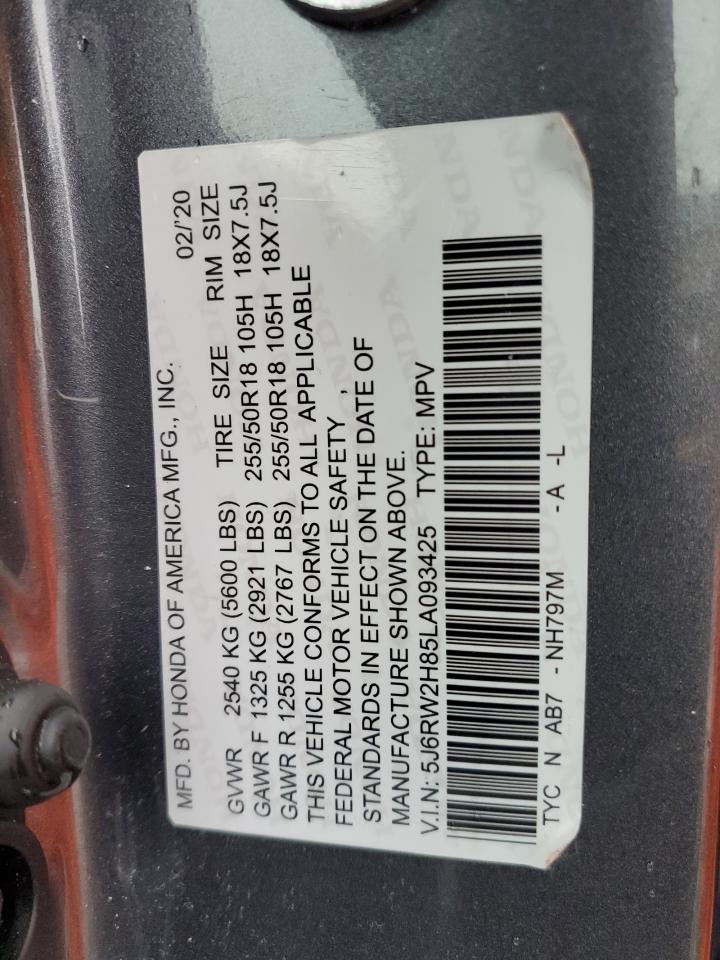 MFD. BY HONDA OF AMERICA MFG., INC. 02/'20
GVWR 2540 KG (5600 LBS) TIRE SIZE RIM SIZE
GAWR F 1325 KG (2921 LBS) 255/50R18 105H 18X7.5J
GAWR R 1255 KG (2767 LBS) 255/50R18 105H 18X7.5J
THIS VEHICLE CONFORMS TO ALL APPLICABLE
FEDERAL MOTOR VEHICLE SAFETY ,
STANDARDS IN EFFECT ON THE DATE OF
MANUFACTURE SHOWN ABOVE.
V.I.N: 5J6RW2H85LA093425 TYPE: MPV
TYC N AB7 - NH797M -A -L